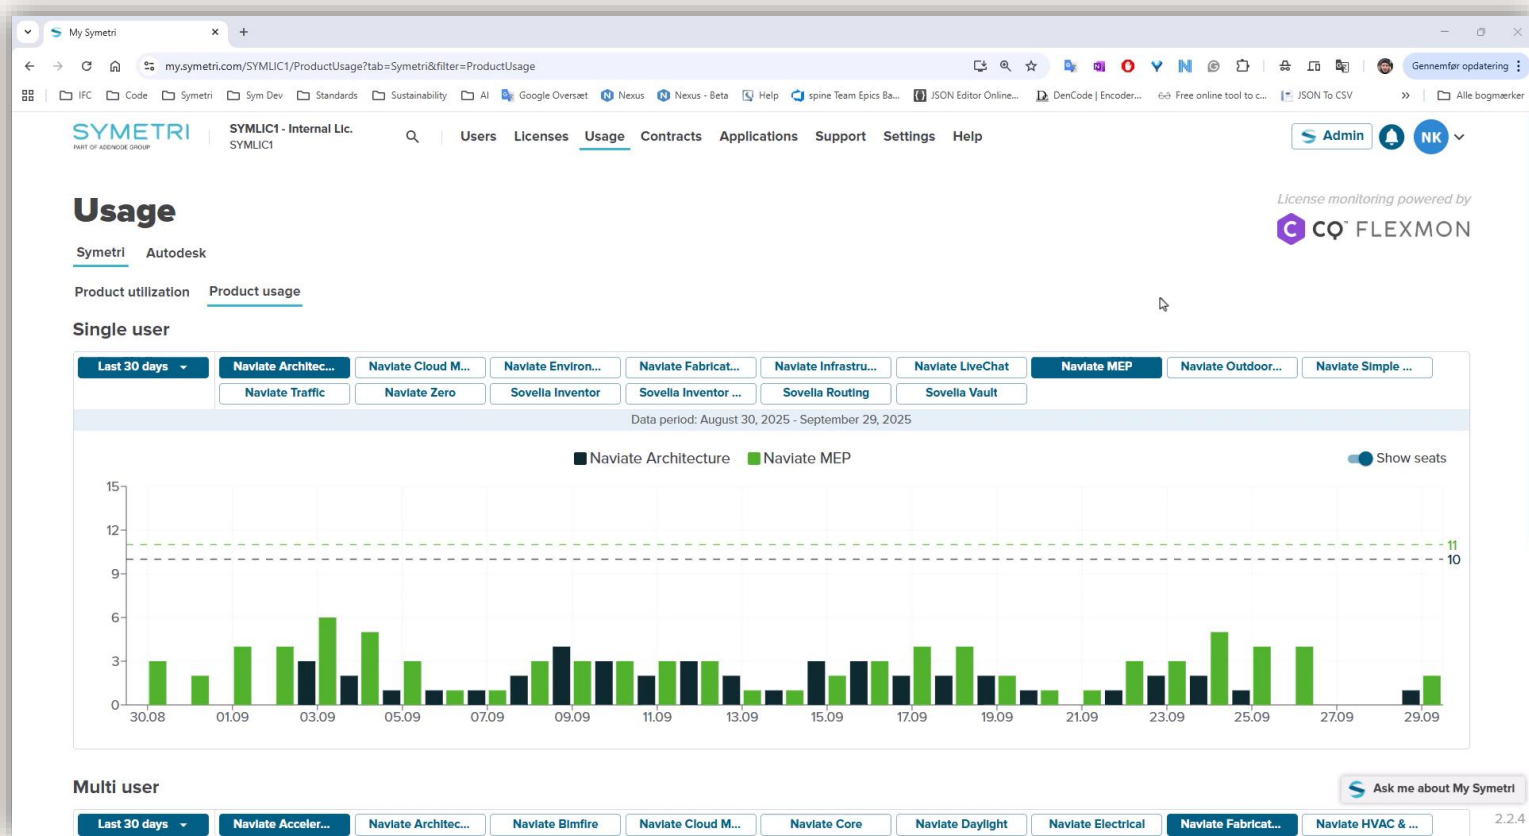 My Symetri
my.symetri.com/SYMLIC1/ProductUsage?tab=Symetri&filter=ProductUsage
Gennemfør opdatering
IFC Code Symetri Sym Dev Standards Sustainability AI Google Oversæt Nexus Nexus - Beta Help spine Team Epics Ba... JSON Editor Online... DenCode | Encoder... Free online tool to c... JSON To CSV » Alle bogmærker
SYMETRI
PART OF ADDNODE GROUP
SYMLIC1 - Internal Lic.
SYMLIC1
Users Licenses Usage Contracts Applications Support Settings Help
Admin NK
Usage
License monitoring powered by
CQ™ FLEXMON
Symetri Autodesk
Product utilization Product usage
Single user
Last 30 days Naviate Architec... Naviate Cloud M... Naviate Environ... Naviate Fabricat... Naviate Infrastru... Naviate LiveChat Naviate MEP Naviate Outdoor... Naviate Simple ...
Naviate Traffic Naviate Zero Sovelia Inventor Sovelia Inventor ... Sovelia Routing Sovelia Vault
Data period: August 30, 2025 - September 29, 2025
Naviate Architecture Naviate MEP
Show seats
15
12
11
10
9
6
3
0
30.08 01.09 03.09 05.09 07.09 09.09 11.09 13.09 15.09 17.09 19.09 21.09 23.09 25.09 27.09 29.09
Multi user
Ask me about My Symetri
Last 30 days Naviate Acceler... Naviate Architec... Naviate Bimfire Naviate Cloud M... Naviate Core Naviate Daylight Naviate Electrical Naviate Fabricat... Naviate HVAC & ...
2.2.4